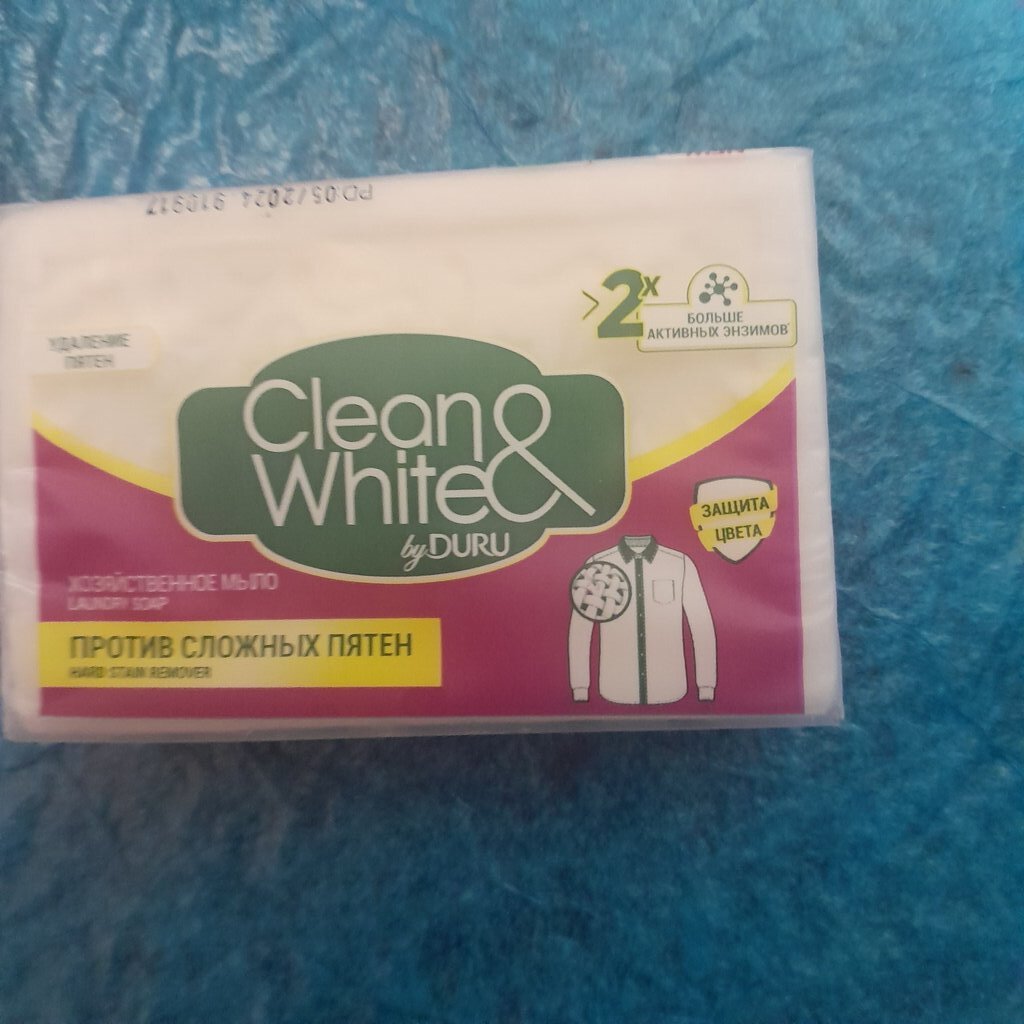 PD.05/2024 910917
>2x
БОЛЬШЕ
АКТИВНЫХ ЭНЗИМОВ
УДАЛЕНИЕ
ПЯТЕН
Clean &
White
by DURU
ЗАЩИТА
ЦВЕТА
ХОЗЯЙСТВЕННОЕ МЫЛО
LAUNDRY SOAP
ПРОТИВ СЛОЖНЫХ ПЯТЕН
HARD STAIN REMOVER